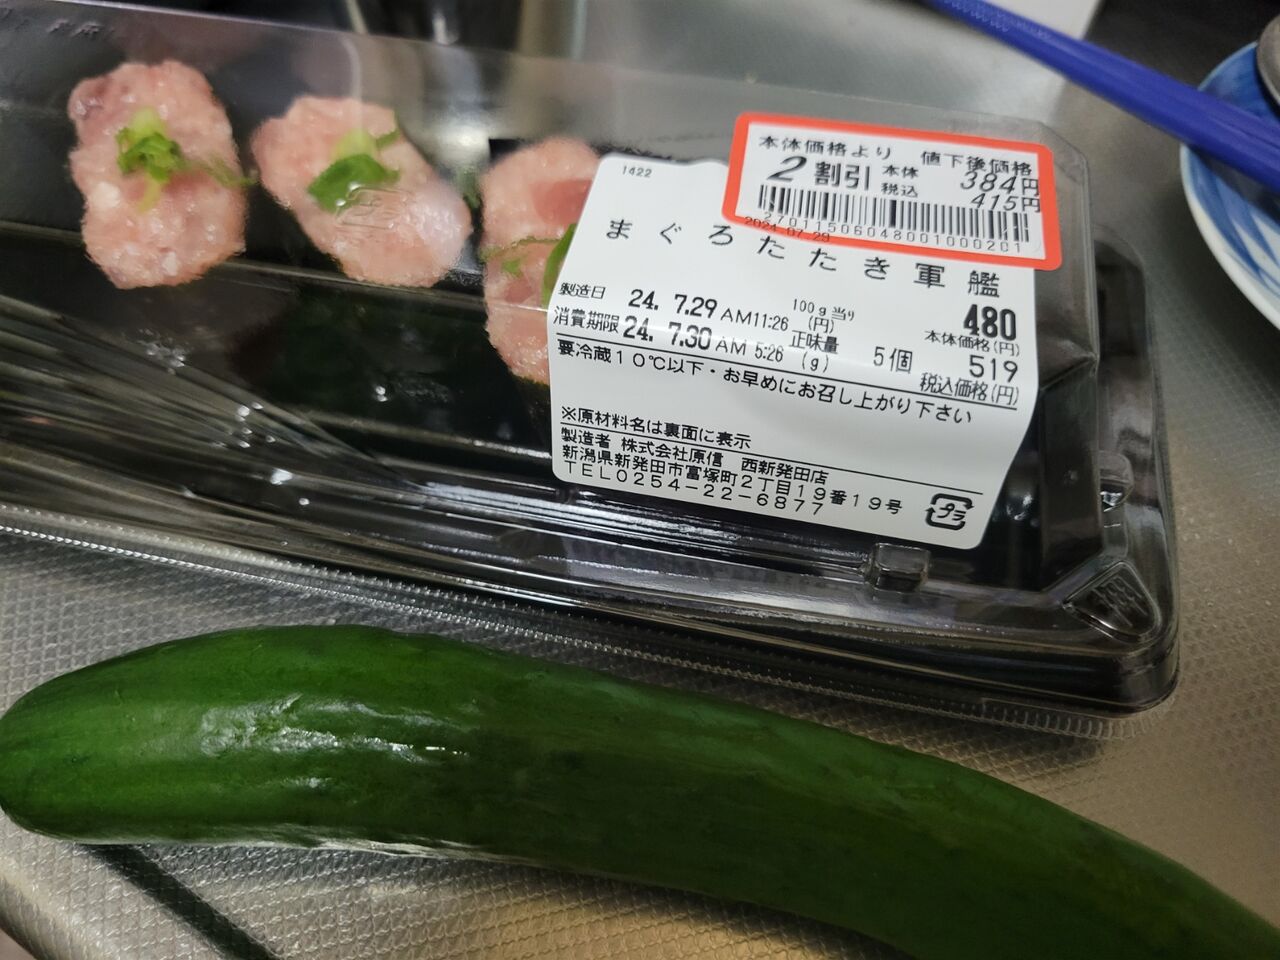 本体価格より 値下後価格
2割引 本体 384円
税込 415円
27011506048001000201
2024.07.29
1422
まぐろたたき軍艦
製造日 24. 7.29 AM11:26 100g当り(円) 480
消費期限 24. 7.30 AM 5:26 正味量(g) 5個 本体価格(円)
519
税込価格(円)
要冷蔵10℃以下・お早めにお召し上がり下さい
※原材料名は裏面に表示
製造者 株式会社原信 西新発田店
新潟県新発田市富塚町2丁目19番19号
TEL0254-22-6877
プラ